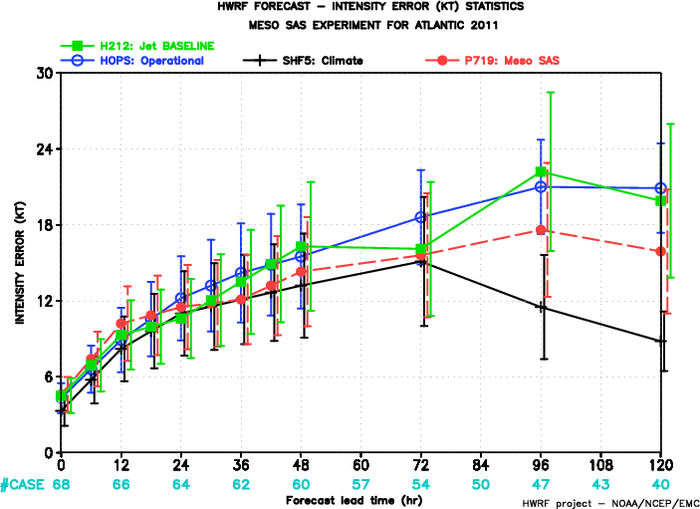 HWRF FORECAST – INTENSITY ERROR (KT) STATISTICS
MESO SAS EXPERIMENT FOR ATLANTIC 2011
H212: Jet BASELINE
HOPS: Operational SHF5: Climate P719: Meso SAS
30
24
18
12
6
0
INTENSITY ERROR (KT)
0 12 24 36 48 60 72 84 96 108 120
#CASE 68 66 64 62 60 57 54 50 47 43 40
Forecast lead time (hr)
HWRF project – NOAA/NCEP/EMC